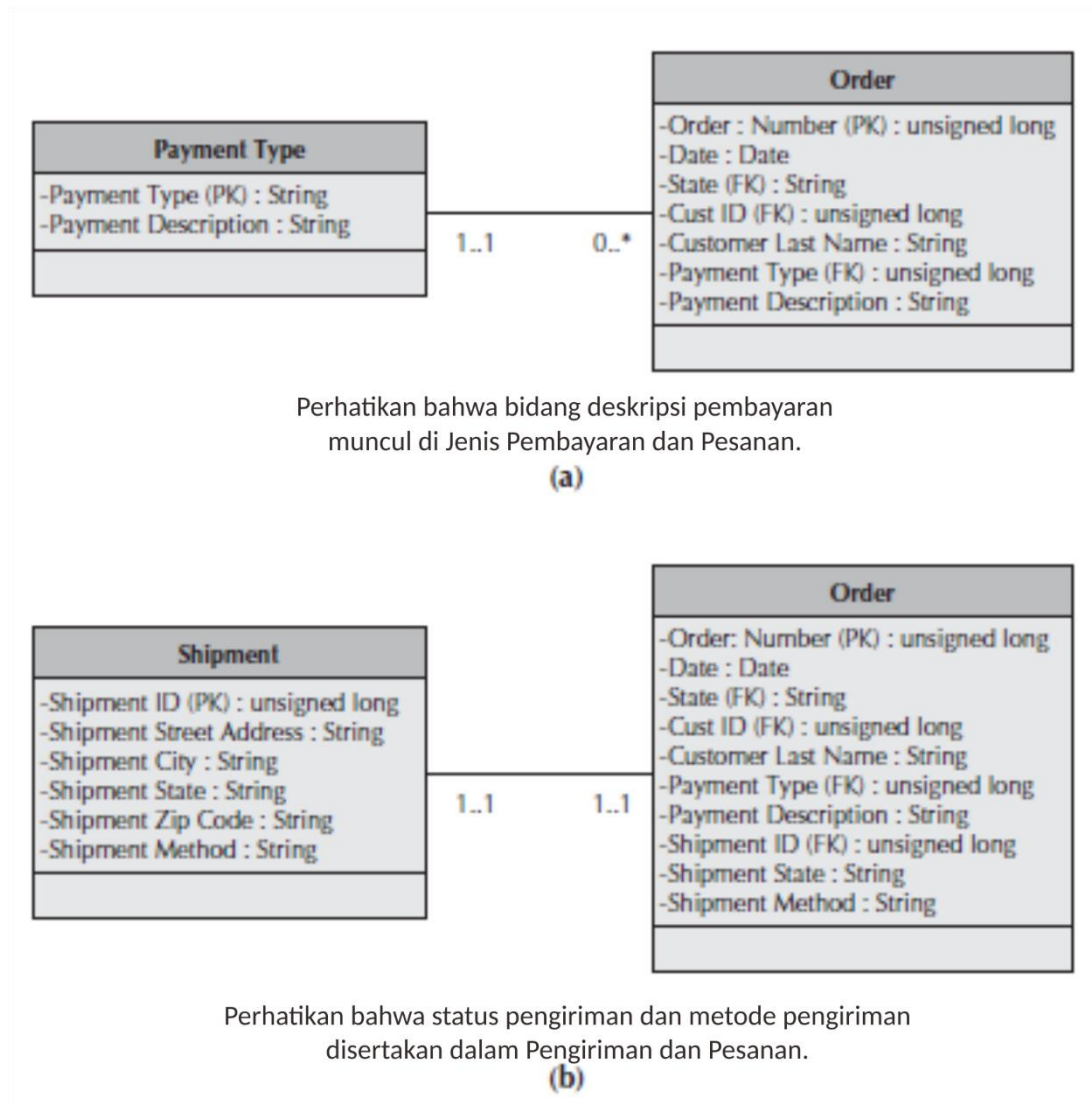 Payment Type
-Payment Type (PK) : String
-Payment Description : String
1..1
0..*
Order
-Order : Number (PK) : unsigned long
-Date : Date
-State (FK) : String
-Cust ID (FK) : unsigned long
-Customer Last Name : String
-Payment Type (FK) : unsigned long
-Payment Description : String
Perhatikan bahwa bidang deskripsi pembayaran
muncul di Jenis Pembayaran dan Pesanan.
(a)
Shipment
-Shipment ID (PK) : unsigned long
-Shipment Street Address : String
-Shipment City : String
-Shipment State : String
-Shipment Zip Code : String
-Shipment Method : String
1..1
1..1
Order
-Order: Number (PK) : unsigned long
-Date : Date
-State (FK) : String
-Cust ID (FK) : unsigned long
-Customer Last Name : String
-Payment Type (FK) : unsigned long
-Payment Description : String
-Shipment ID (FK) : unsigned long
-Shipment State : String
-Shipment Method : String
Perhatikan bahwa status pengiriman dan metode pengiriman
disertakan dalam Pengiriman dan Pesanan.
(b)